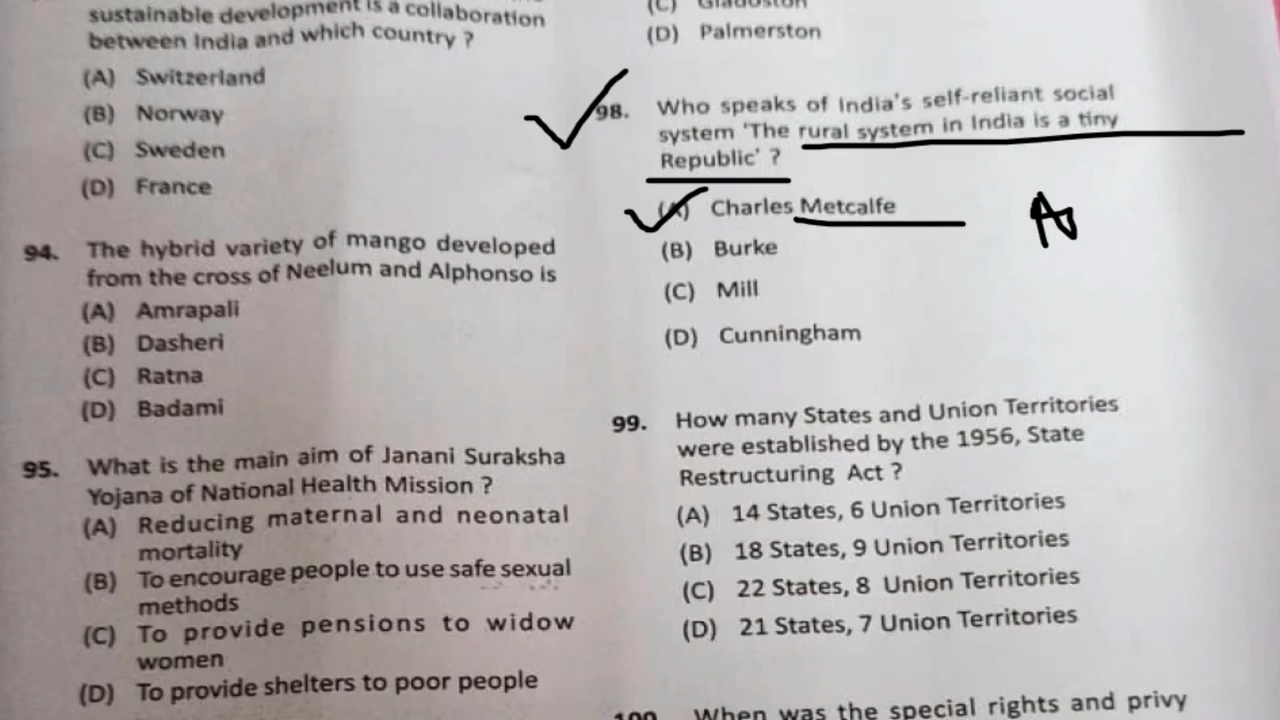 sustainable development is a collaboration
between India and which country ?
(A) Switzerland
(B) Norway
(C) Sweden
(D) France
94. The hybrid variety of mango developed
from the cross of Neelum and Alphonso is
(A) Amrapali
(B) Dasheri
(C) Ratna
(D) Badami
95. What is the main aim of Janani Suraksha
Yojana of National Health Mission ?
(A) Reducing maternal and neonatal
mortality
(B) To encourage people to use safe sexual
methods
(C) To provide pensions to widow
women
(D) To provide shelters to poor people
(C) Gladoston
(D) Palmerston
98. Who speaks of India's self-reliant social
system 'The rural system in India is a tiny
Republic' ?
(A) Charles Metcalfe
A
(B) Burke
(C) Mill
(D) Cunningham
99. How many States and Union Territories
were established by the 1956, State
Restructuring Act ?
(A) 14 States, 6 Union Territories
(B) 18 States, 9 Union Territories
(C) 22 States, 8 Union Territories
(D) 21 States, 7 Union Territories
100. When was the special rights and privy